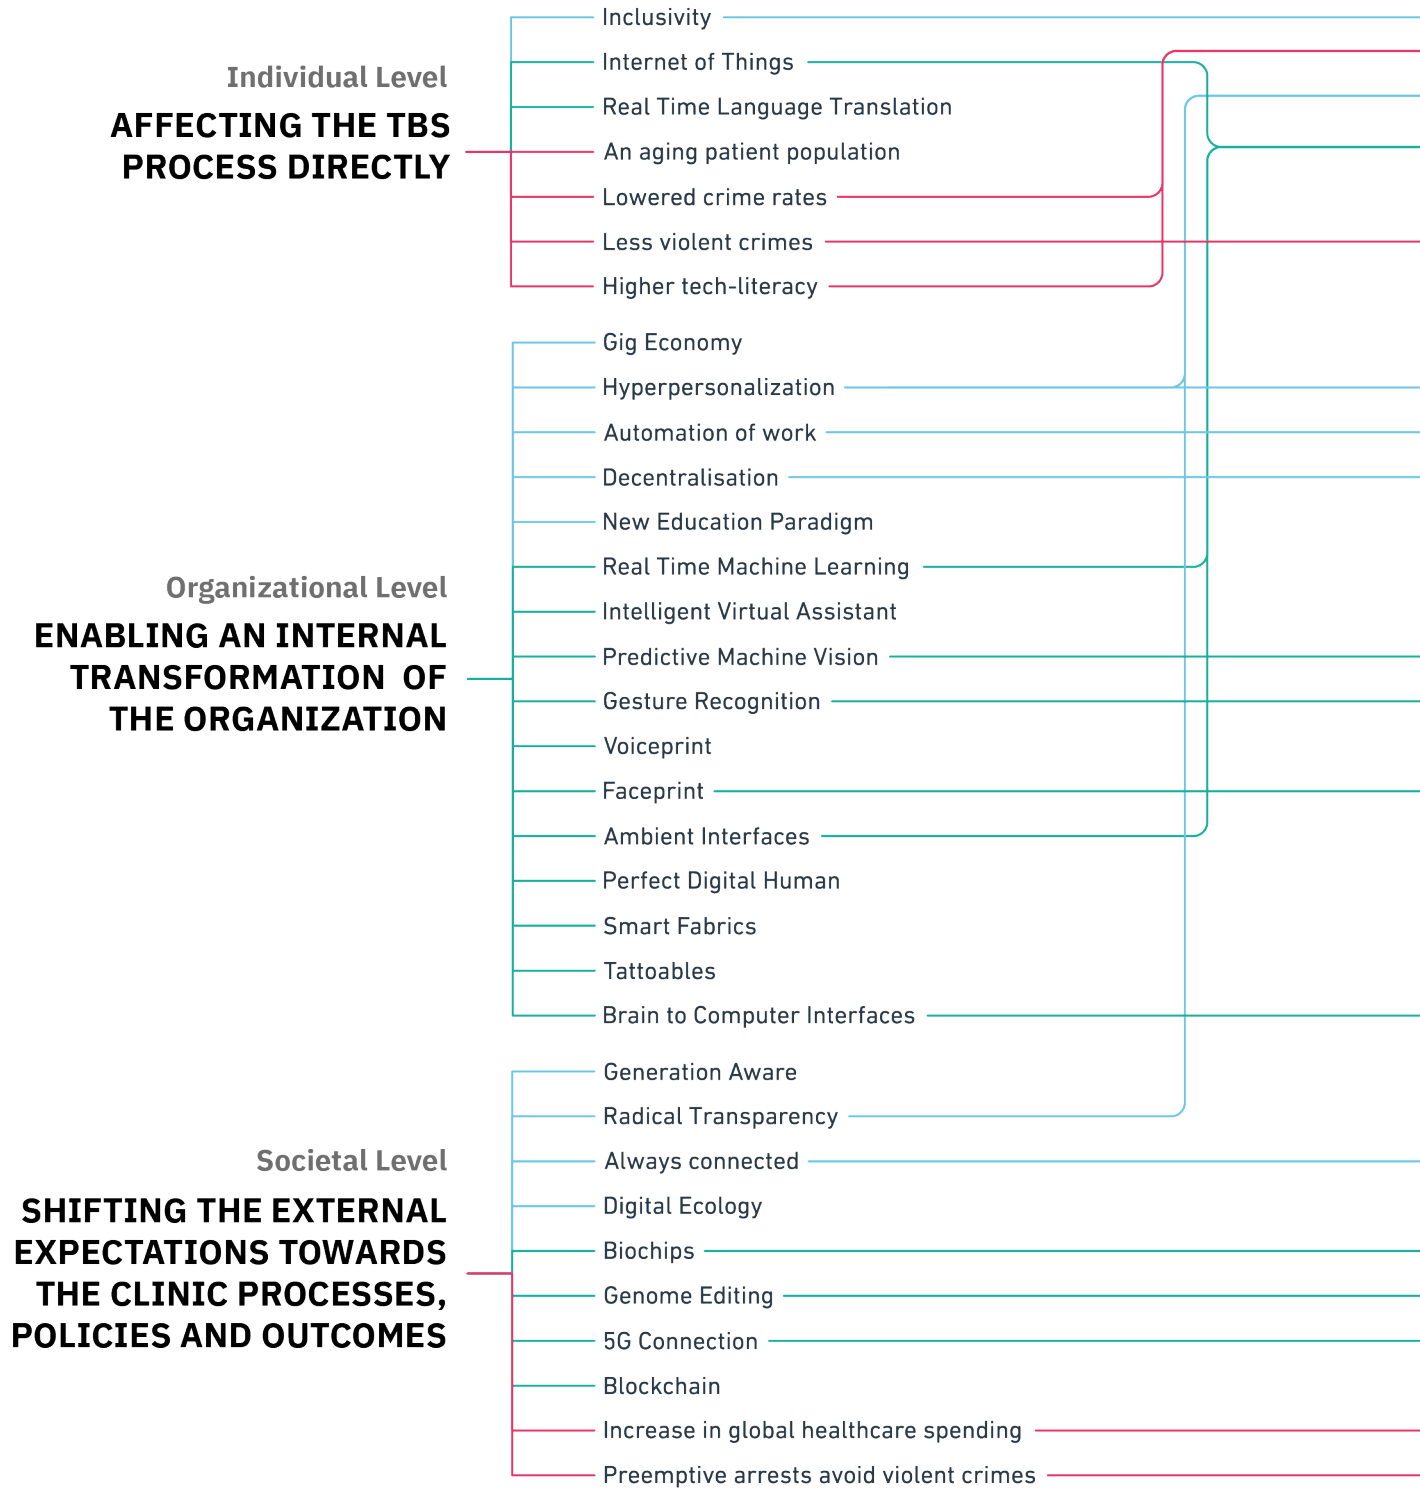 Individual Level
AFFECTING THE TBS
PROCESS DIRECTLY
Inclusivity
Internet of Things
Real Time Language Translation
An aging patient population
Lowered crime rates
Less violent crimes
Higher tech-literacy
Organizational Level
ENABLING AN INTERNAL
TRANSFORMATION OF
THE ORGANIZATION
Gig Economy
Hyperpersonalization
Automation of work
Decentralisation
New Education Paradigm
Real Time Machine Learning
Intelligent Virtual Assistant
Predictive Machine Vision
Gesture Recognition
Voiceprint
Faceprint
Ambient Interfaces
Perfect Digital Human
Smart Fabrics
Tattoables
Brain to Computer Interfaces
Societal Level
SHIFTING THE EXTERNAL
EXPECTATIONS TOWARDS
THE CLINIC PROCESSES,
POLICIES AND OUTCOMES
Generation Aware
Radical Transparency
Always connected
Digital Ecology
Biochips
Genome Editing
5G Connection
Blockchain
Increase in global healthcare spending
Preemptive arrests avoid violent crimes